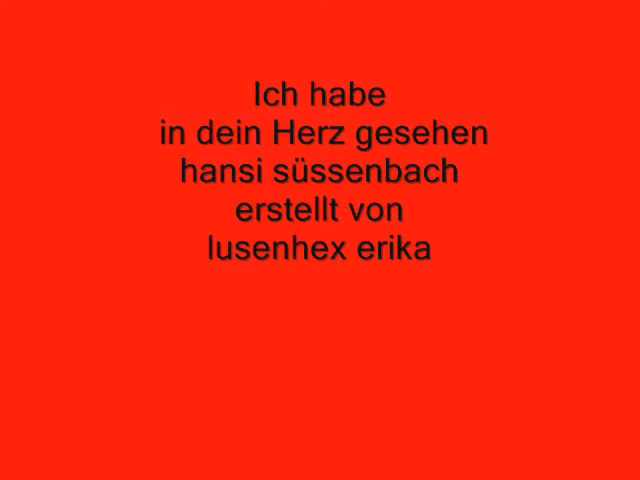 Ich habe
in dein Herz gesehen
hansi süssenbach
erstellt von
lusenhex erika